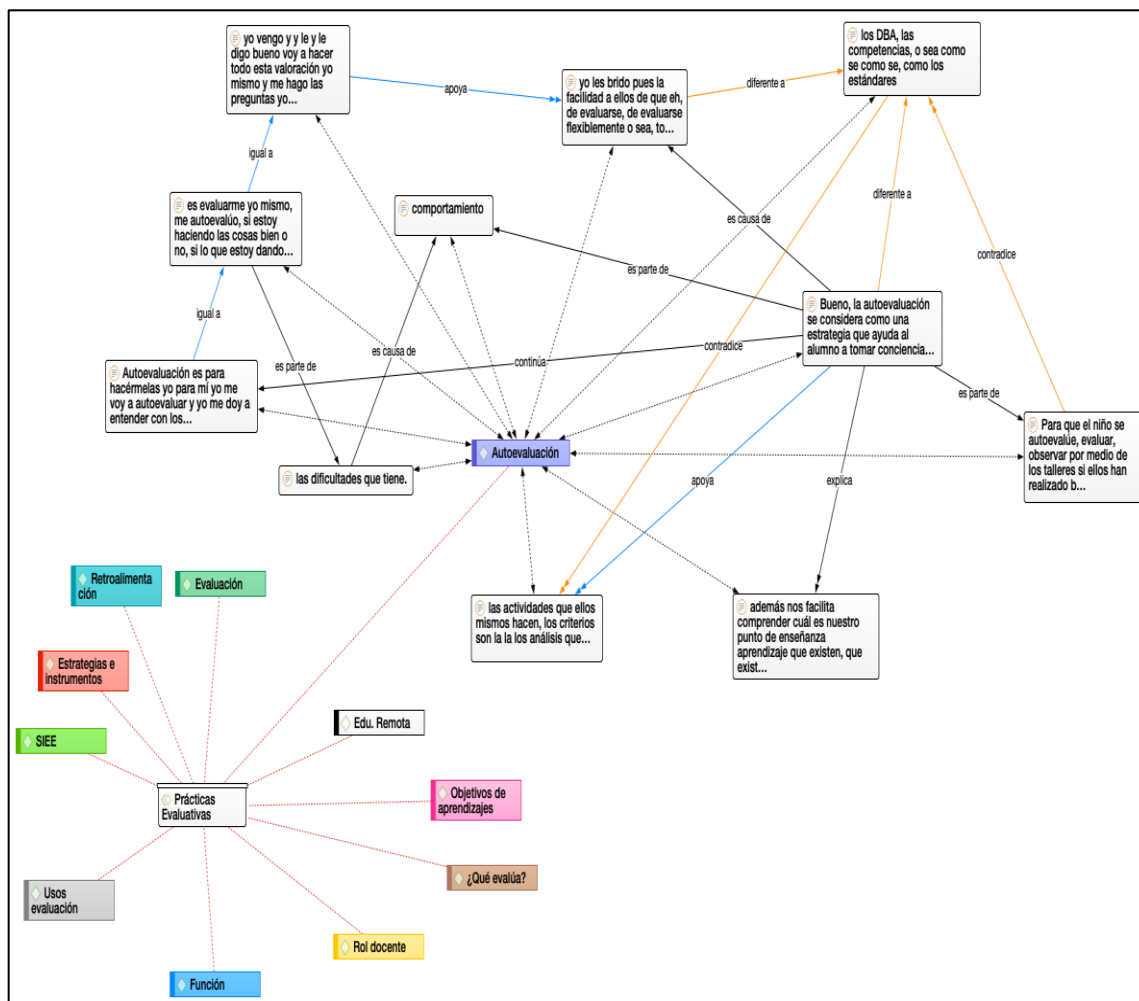 yo vengo y y le y le
digo bueno voy a hacer
todo esta valoración yo
mismo y me hago las
preguntas yo...
apoya
yo les brido pues la
facilidad a ellos de que eh,
de evaluarse, de evaluarse
flexiblemente o sea, to...
diferente a
los DBA, las
competencias, o sea como
se como se, como los
estándares
igual a
es evaluarme yo mismo,
me autoevalúo, si estoy
haciendo las cosas bien o
no, si lo que estoy dando...
comportamiento
es causa de
diferente a
contradice
es parte de
Bueno, la autoevaluación
se considera como una
estrategia que ayuda al
alumno a tomar conciencia...
igual a
es parte de
es causa de
continúa
contradice
Autoevaluación es para
hacérmelas yo para mí yo me
voy a autoevaluar y yo me doy a
entender con los...
es parte de
Para que el niño se
autoevalúe, evaluar,
observar por medio de
los talleres si ellos han
realizado b...
Autoevaluación
las dificultades que tiene.
apoya
explica
las actividades que ellos
mismos hacen, los criterios
son la la los análisis que...
además nos facilita
comprender cuál es nuestro
punto de enseñanza
aprendizaje que existen, que
exist...
Retroalimenta
ción
Evaluación
Estrategias e
instrumentos
SIEE
Edu. Remota
Prácticas
Evaluativas
Objetivos de
aprendizajes
¿Qué evalúa?
Usos
evaluación
Rol docente
Función